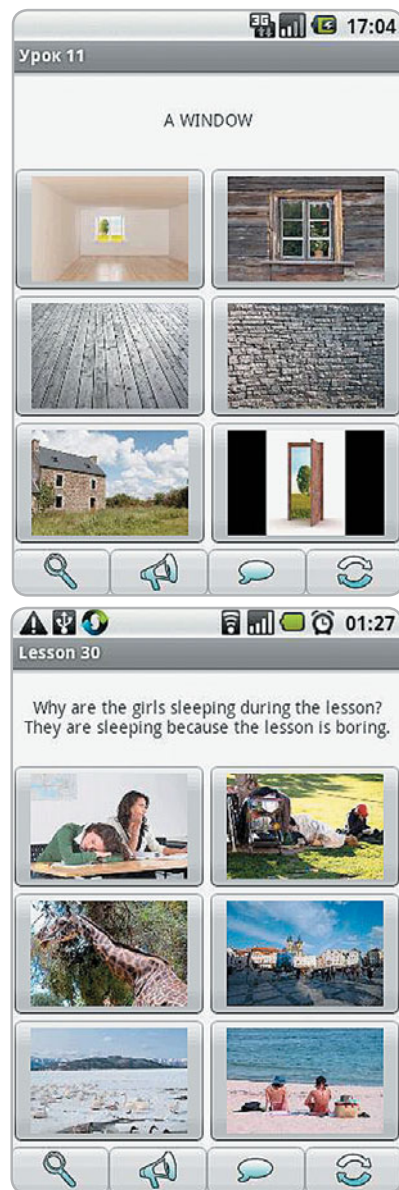 3G 17:04
Урок 11
A WINDOW
01:27
Lesson 30
Why are the girls sleeping during the lesson?
They are sleeping because the lesson is boring.